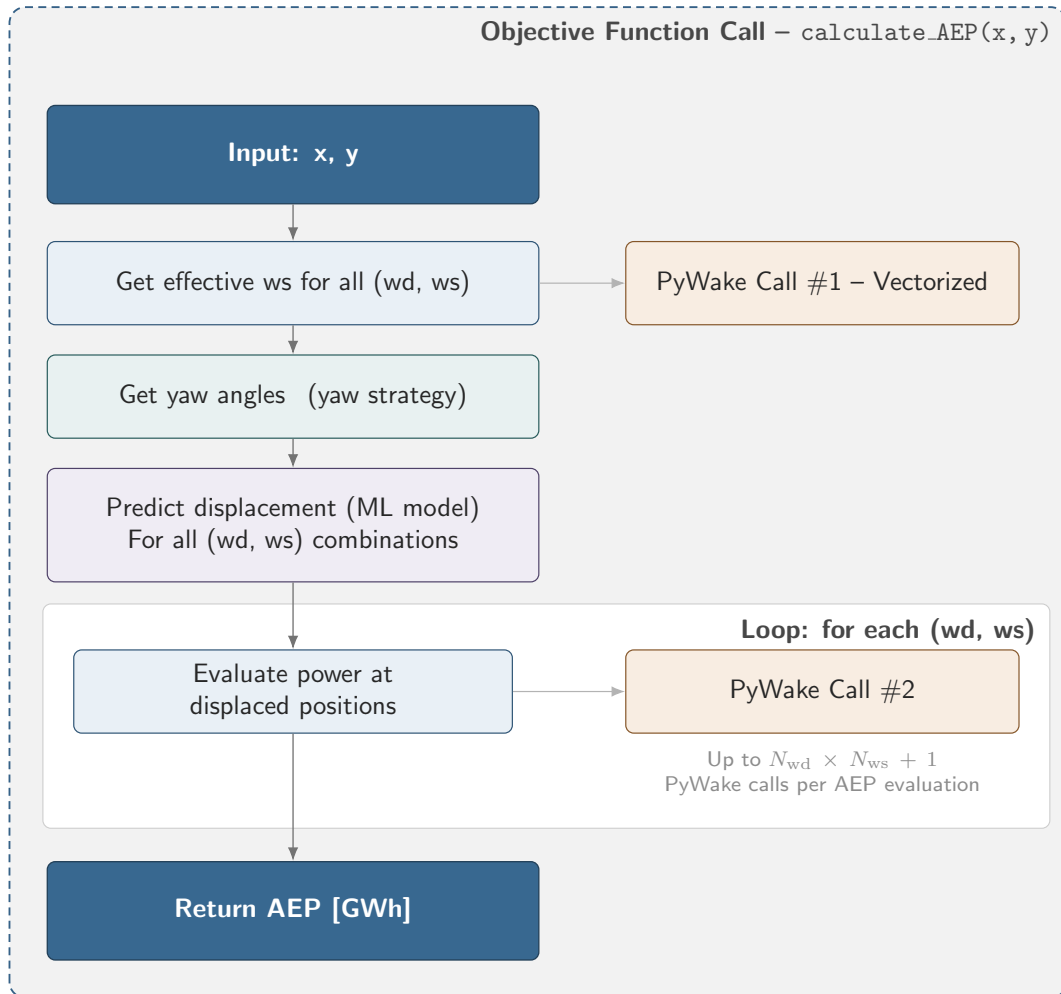 Objective Function Call – calculate_AEP(x, y)
Input: x, y
Get effective ws for all (wd, ws)
PyWake Call #1 – Vectorized
Get yaw angles (yaw strategy)
Predict displacement (ML model)
For all (wd, ws) combinations
Loop: for each (wd, ws)
Evaluate power at
displaced positions
PyWake Call #2
Up to N_wd × N_ws + 1
PyWake calls per AEP evaluation
Return AEP [GWh]